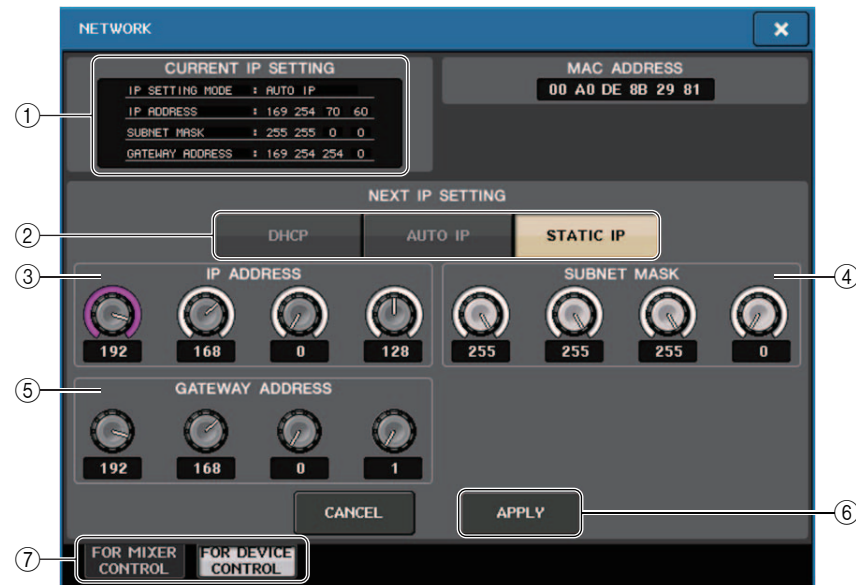 NETWORK
×
CURRENT IP SETTING
IP SETTING MODE : AUTO IP
IP ADDRESS : 169 254 70 60
SUBNET MASK : 255 255 0 0
GATEWAY ADDRESS : 169 254 254 0
MAC ADDRESS
00 A0 DE 8B 29 81
①
NEXT IP SETTING
② DHCP AUTO IP STATIC IP
③ IP ADDRESS
192 168 0 128
SUBNET MASK ④
255 255 255 0
⑤ GATEWAY ADDRESS
192 168 0 1
CANCEL APPLY ⑥
⑦ FOR MIXER CONTROL
FOR DEVICE CONTROL